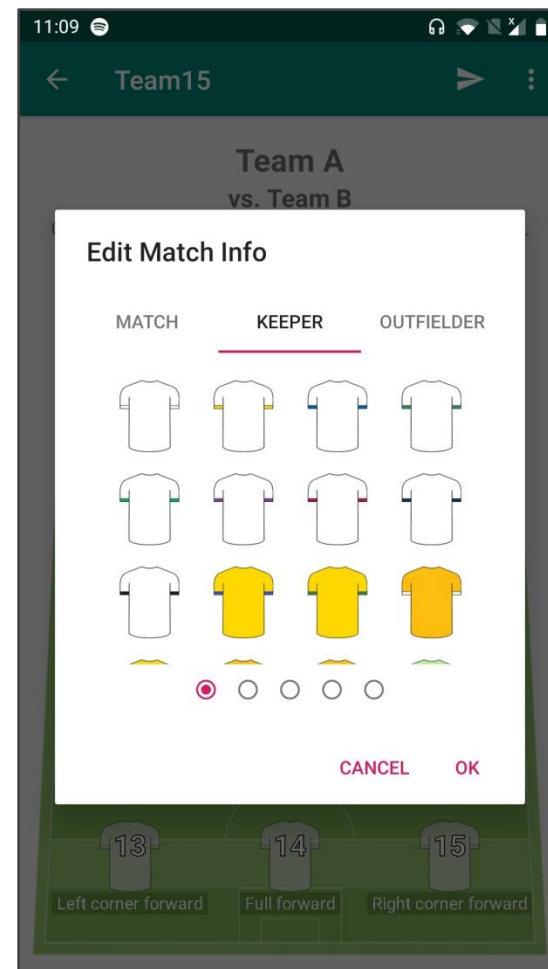 11:09
Team15
Team A
vs. Team B
Edit Match Info
MATCH KEEPER OUTFIELDER
CANCEL OK
13 14 15
Left corner forward Full forward Right corner forward